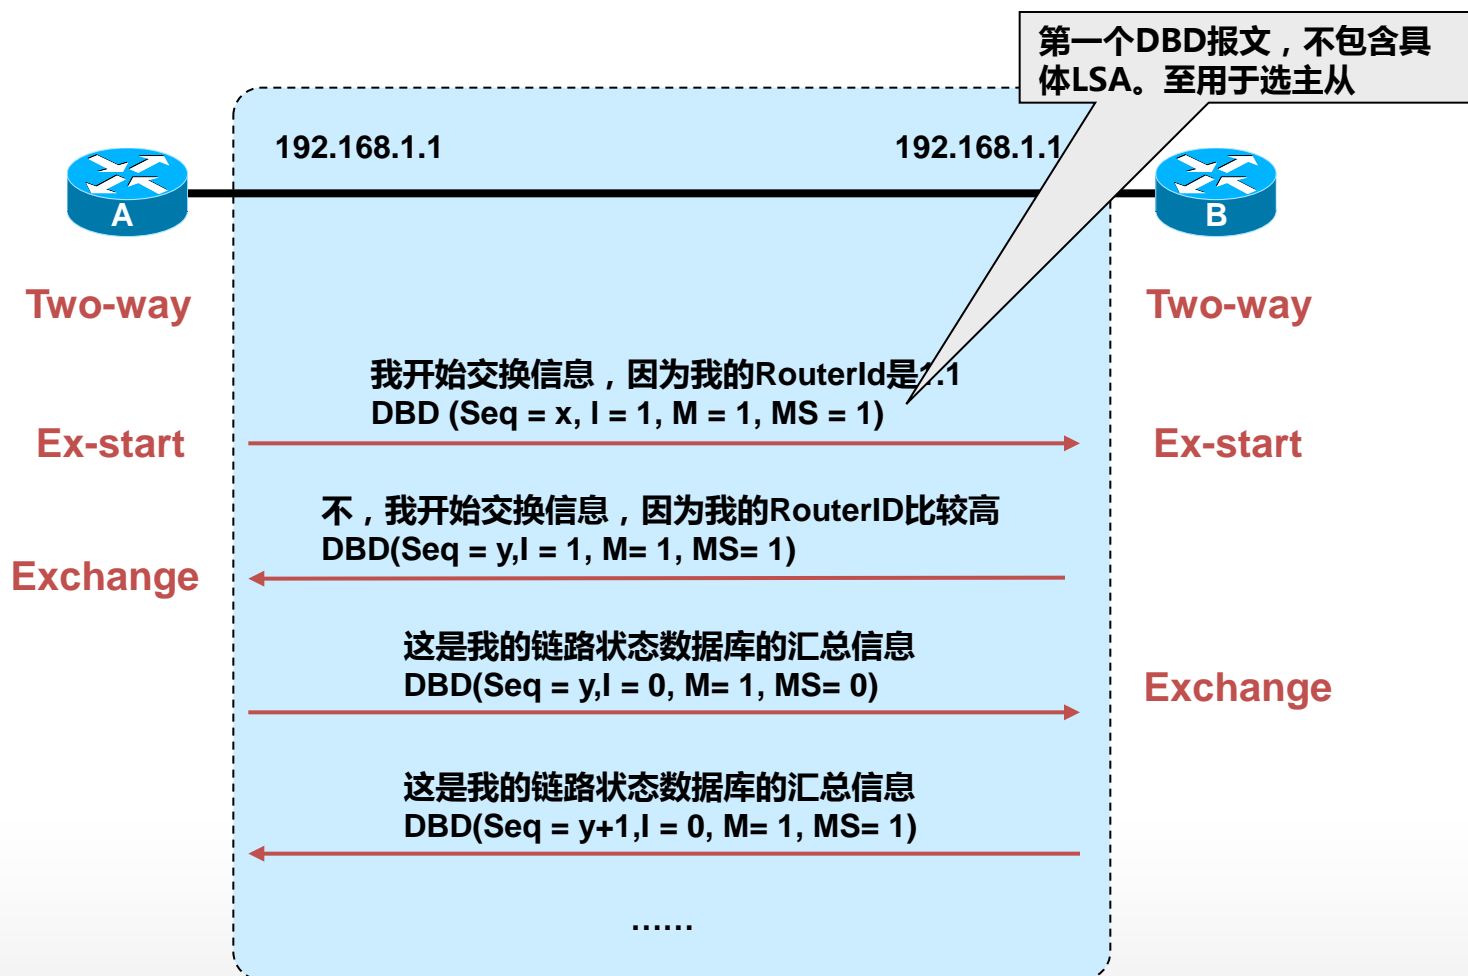 第一个DBD报文，不包含具
体LSA。至用于选主从
192.168.1.1
192.168.1.1
A
B
Two-way
Two-way
我开始交换信息，因为我的RouterId是1.1
DBD (Seq = x, I = 1, M = 1, MS = 1)
Ex-start
Ex-start
不，我开始交换信息，因为我的RouterID比较高
DBD(Seq = y,I = 1, M= 1, MS= 1)
Exchange
这是我的链路状态数据库的汇总信息
DBD(Seq = y,I = 0, M= 1, MS= 0)
Exchange
这是我的链路状态数据库的汇总信息
DBD(Seq = y+1,I = 0, M= 1, MS= 1)
......